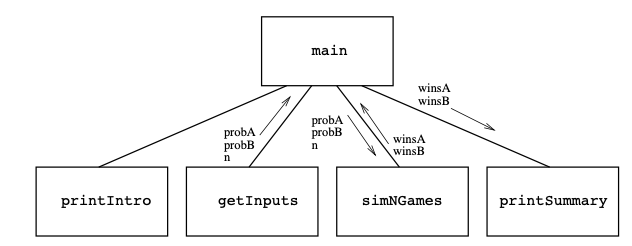 main
winsA
winsB
probA
probB
n
probA
probB
n
winsA
winsB
printIntro
getInputs
simNGames
printSummary